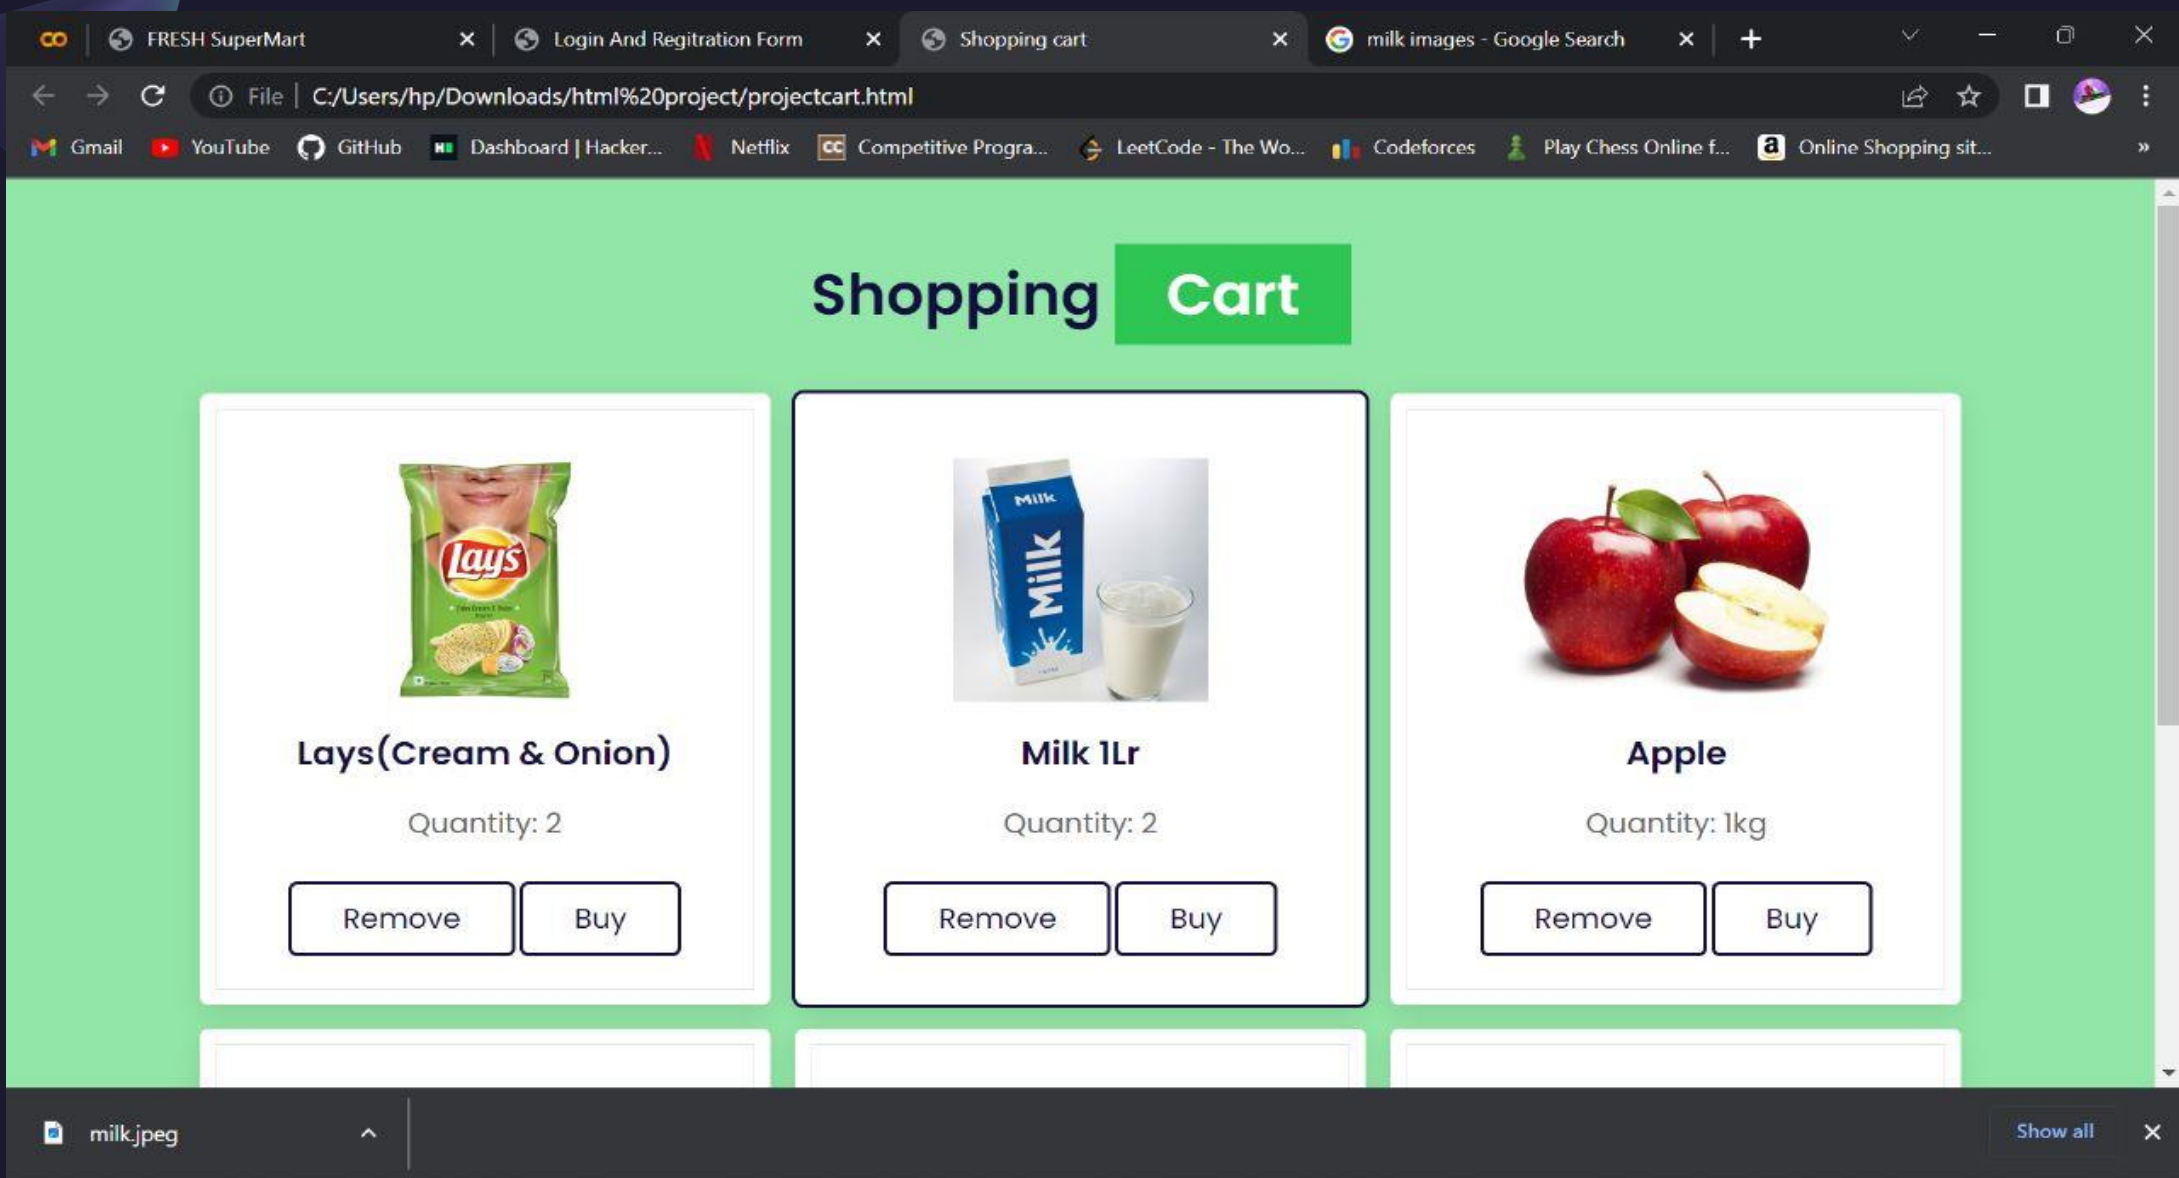 FRESH SuperMart
Login And Regitration Form
Shopping cart
milk images - Google Search
File | C:/Users/hp/Downloads/html%20project/projectcart.html
Gmail YouTube GitHub Dashboard | Hacker... Netflix Competitive Progra... LeetCode - The Wo... Codeforces Play Chess Online f... Online Shopping sit... »
Shopping Cart
Lay's
Milk
Milk
Lays(Cream & Onion)
Milk 1Lr
Apple
Quantity: 2
Quantity: 2
Quantity: 1kg
Remove Buy
Remove Buy
Remove Buy
milk.jpeg
Show all